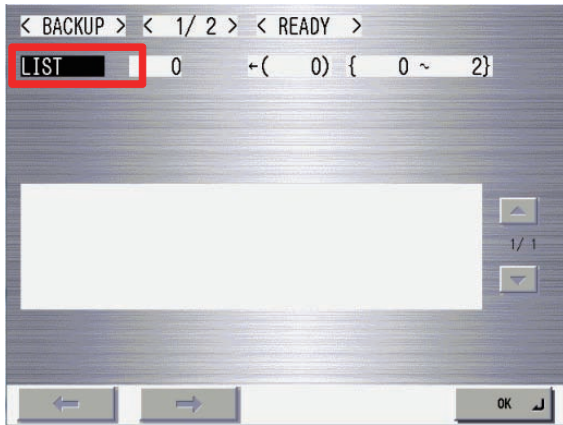 < BACKUP > < 1/ 2 > < READY >
LIST 0 ←( 0) { 0 ~ 2}
1/ 1
OK